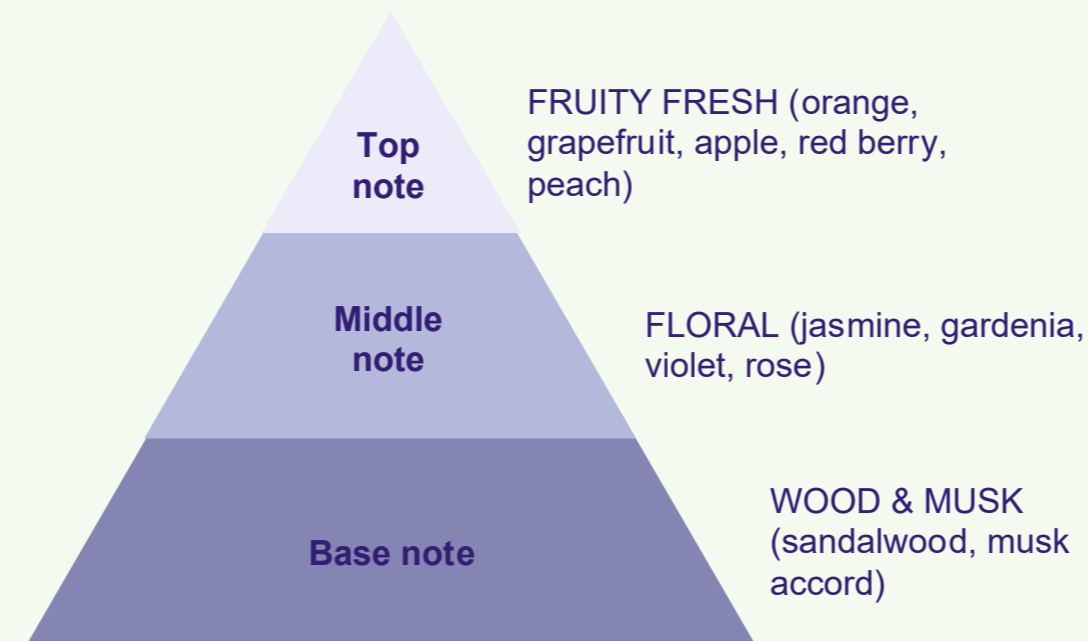 Top
note
FRUITY FRESH (orange,
grapefruit, apple, red berry,
peach)
Middle
note
FLORAL (jasmine, gardenia,
violet, rose)
Base note
WOOD & MUSK
(sandalwood, musk
accord)